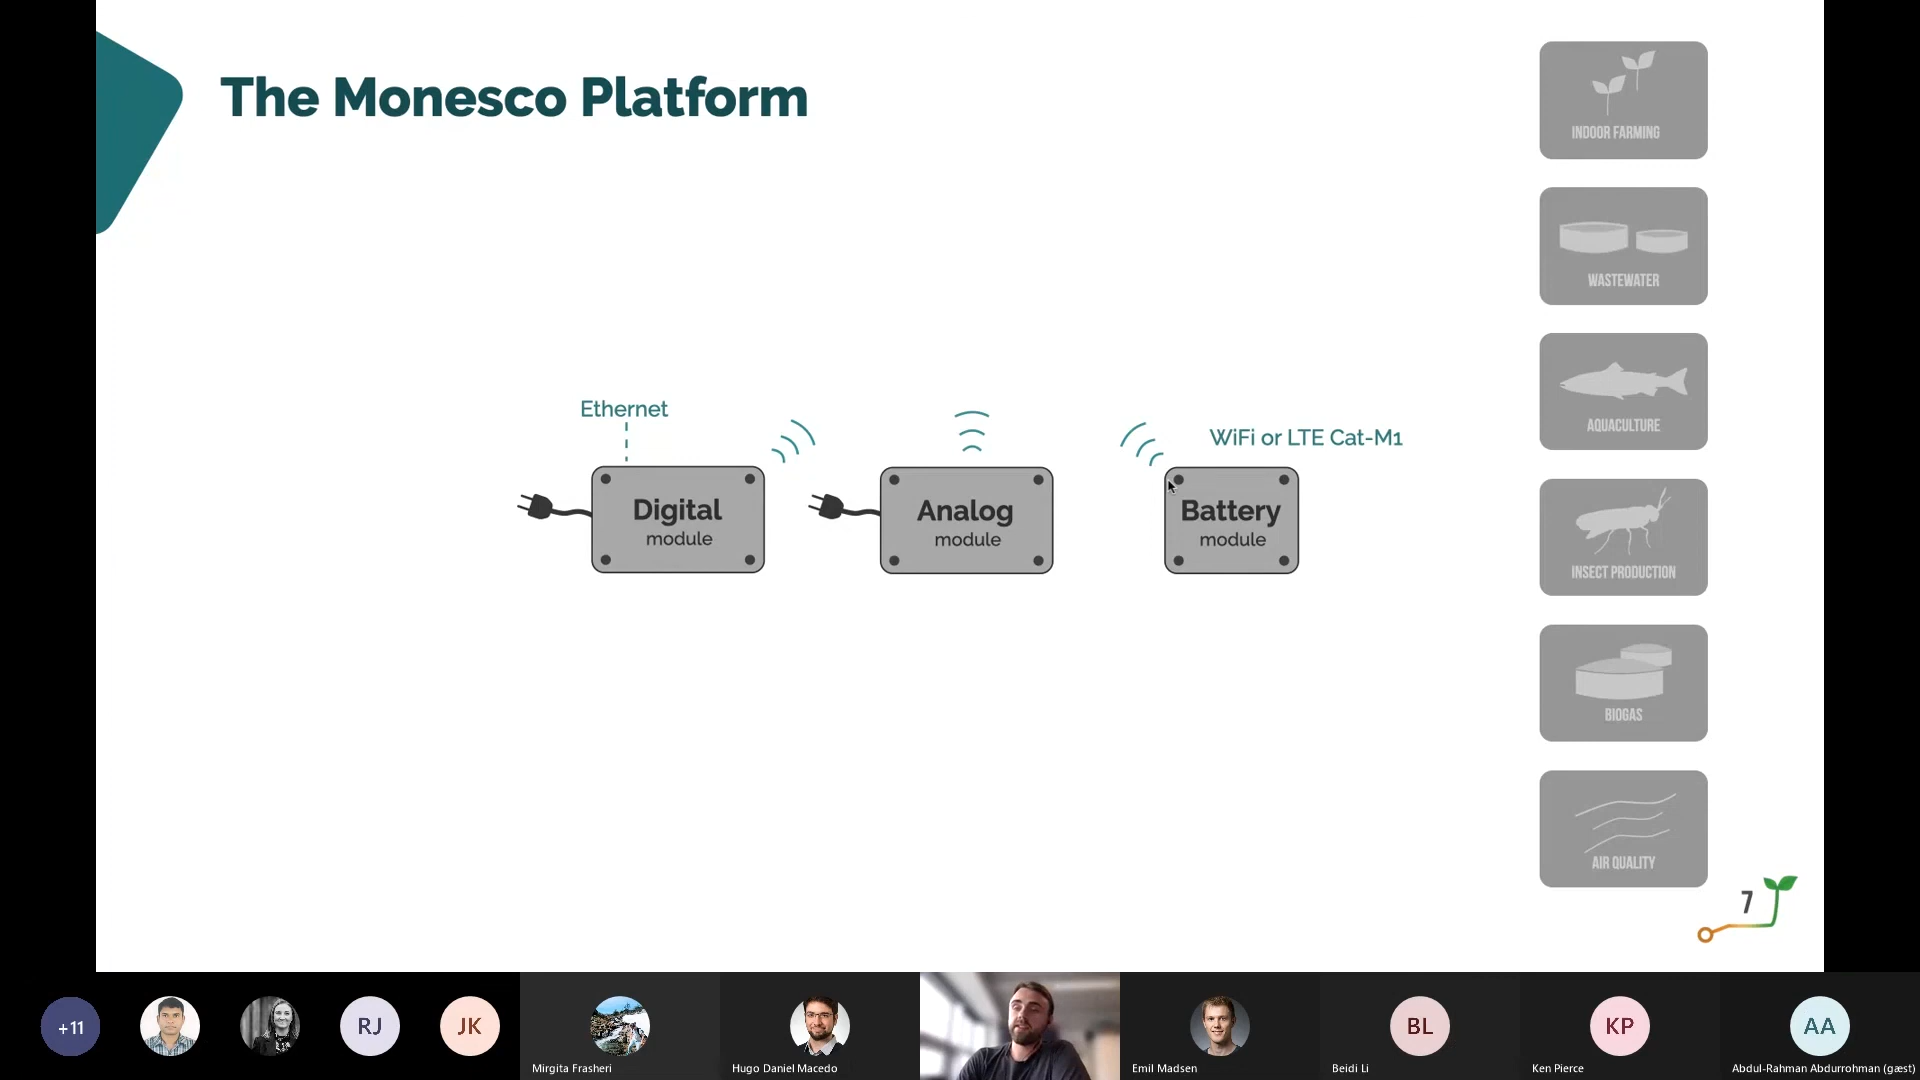 The Monesco Platform
INDOOR FARMING
WASTEWATER
AQUACULTURE
INSECT PRODUCTION
BIOGAS
AIR QUALITY
Ethernet
WiFi or LTE Cat-M1
Digital
module
Analog
module
Battery
module
7
+11
RJ
JK
Mirgita Frasheri
Hugo Daniel Macedo
Emil Madsen
BL
Beidi Li
KP
Ken Pierce
AA
Abdul-Rahman Abdurrohman (gæst)